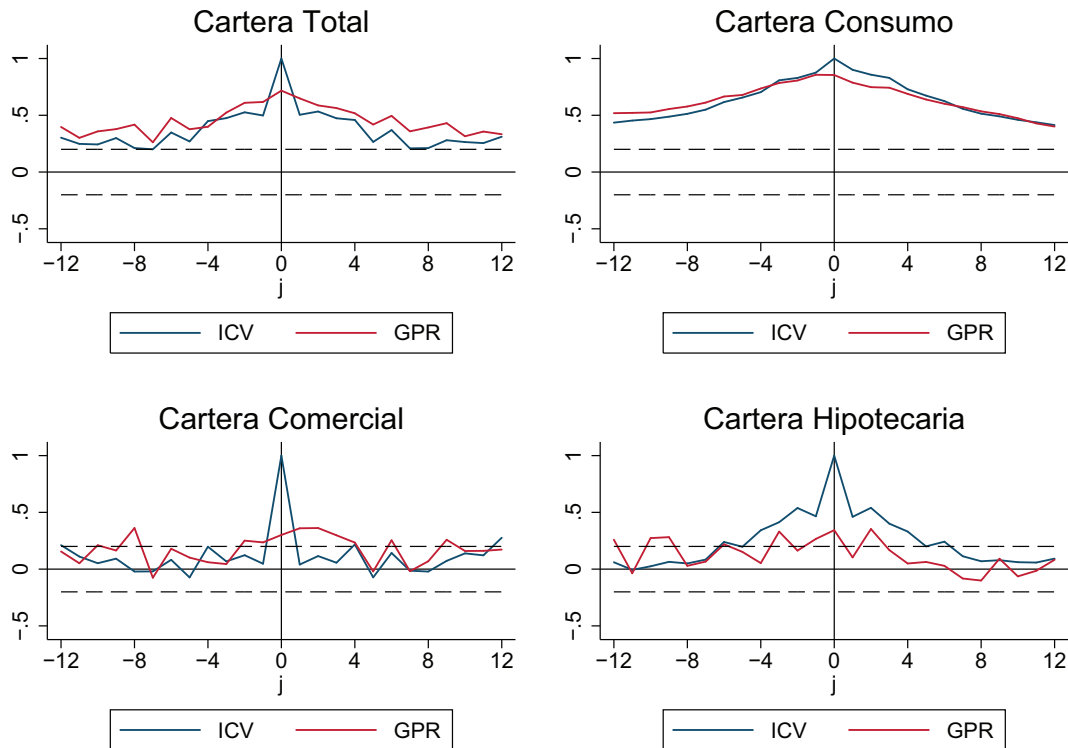 Cartera Total
1
.5
0
−.5
−12 −8 −4 0 4 8 12
j
ICV GPR
Cartera Consumo
1
.5
0
−.5
−12 −8 −4 0 4 8 12
j
ICV GPR
Cartera Comercial
1
.5
0
−.5
−12 −8 −4 0 4 8 12
j
ICV GPR
Cartera Hipotecaria
1
.5
0
−.5
−12 −8 −4 0 4 8 12
j
ICV GPR